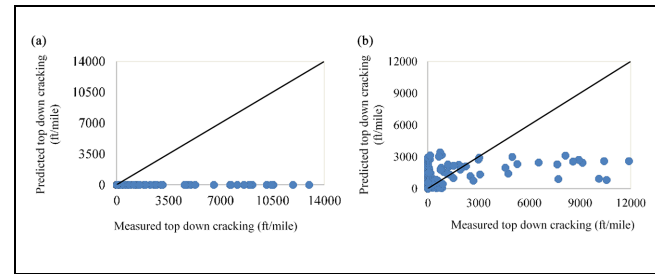 (a)
14000
10500
7000
3500
0
Predicted top down cracking
(ft/mile)
0 3500 7000 10500 14000
Measured top down cracking (ft/mile)
(b)
12000
9000
6000
3000
0
Predicted top down cracking
(ft/mile)
0 3000 6000 9000 12000
Measured top down cracking (ft/mile)